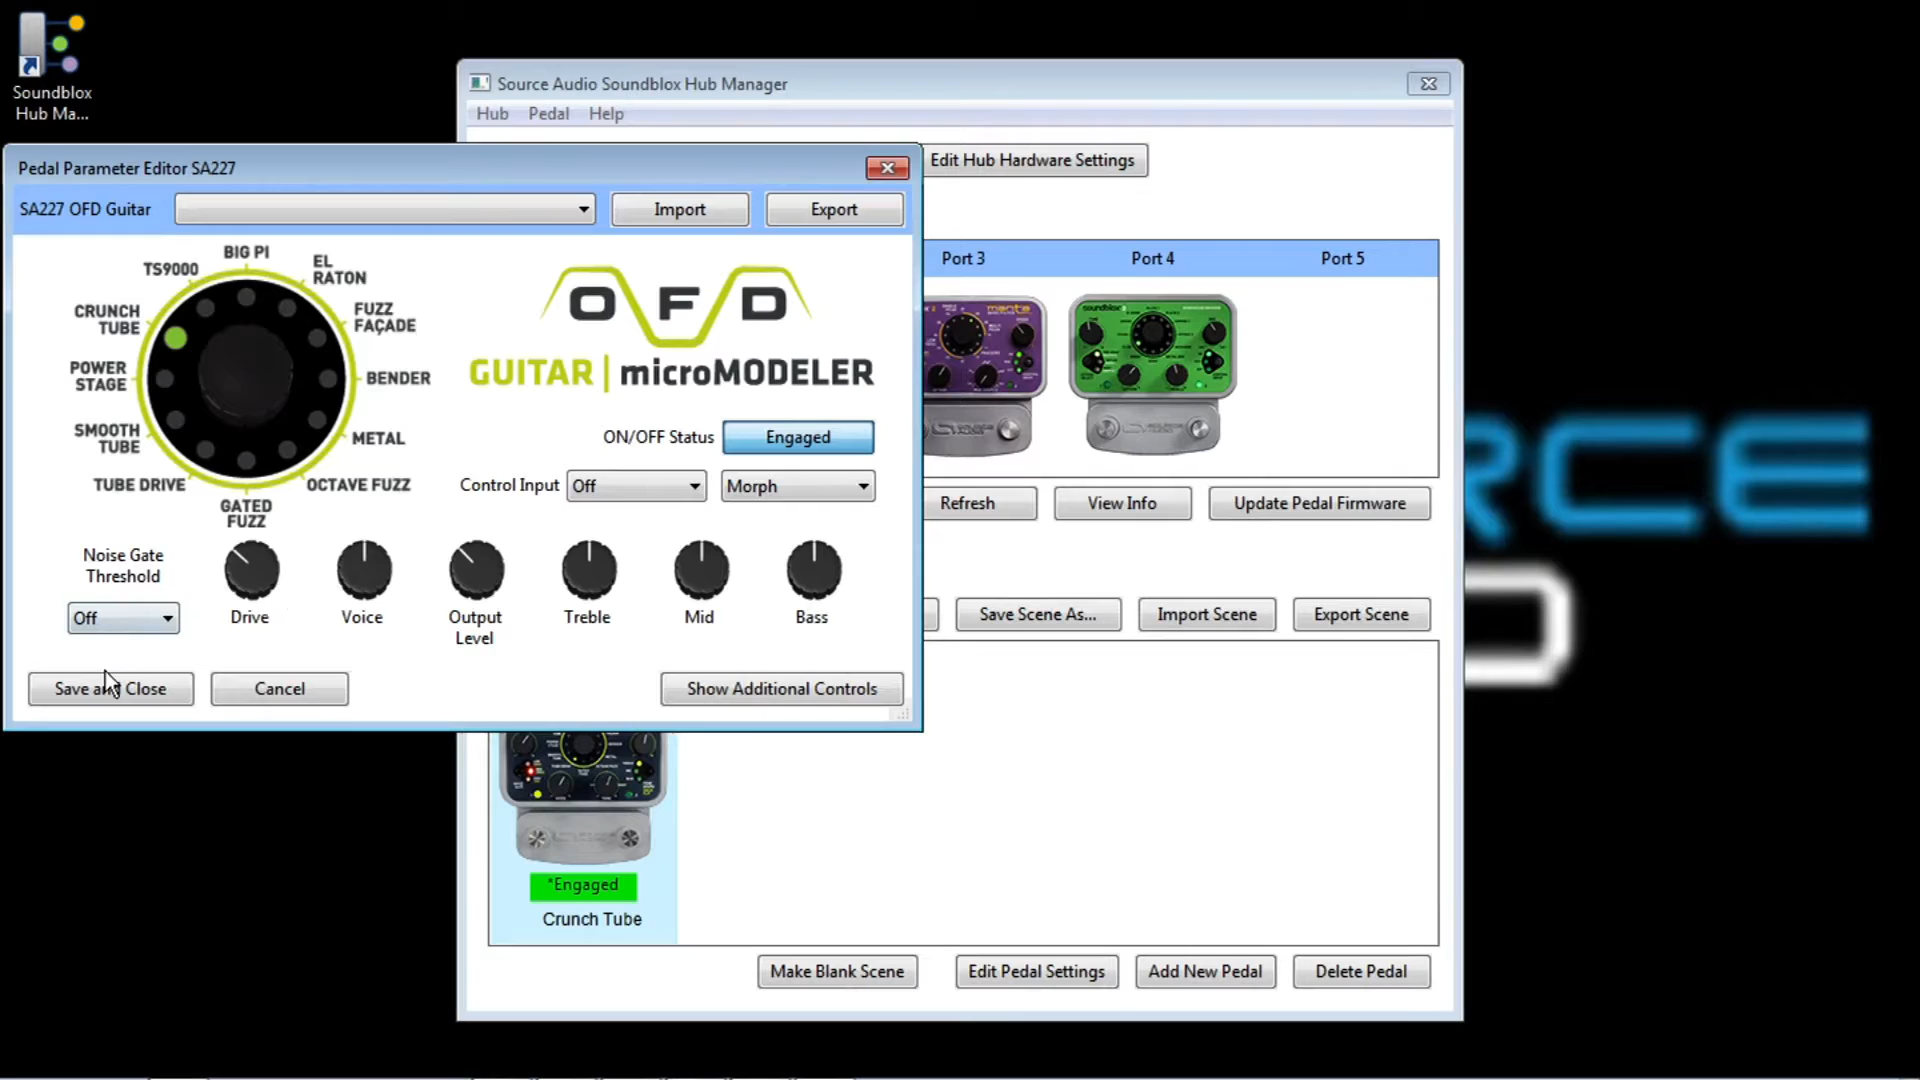 Soundblox
Hub Ma...
Source Audio Soundblox Hub Manager
Hub Pedal Help
Edit Hub Hardware Settings
Pedal Parameter Editor SA227
SA227 OFD Guitar
Import
Export
Port 3
Port 4
Port 5
BIG PI
TS9000
EL
RATON
CRUNCH
TUBE
FUZZ
FAÇADE
POWER
STAGE
BENDER
SMOOTH
TUBE
METAL
TUBE DRIVE
OCTAVE FUZZ
GATED
FUZZ
OFD
GUITAR | microMODELER
ON/OFF Status
Engaged
Control Input
Off
Morph
Noise Gate
Threshold
Off
Drive
Voice
Output
Level
Treble
Mid
Bass
Save and Close
Cancel
Show Additional Controls
manta
soundblox
Refresh
View Info
Update Pedal Firmware
Save Scene As...
Import Scene
Export Scene
*Engaged
Crunch Tube
Make Blank Scene
Edit Pedal Settings
Add New Pedal
Delete Pedal
RCE